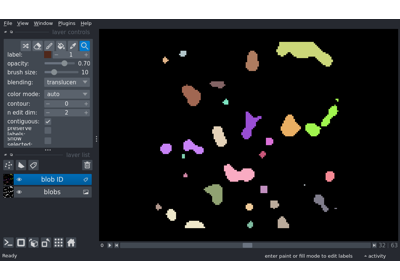 File View Window Plugins Help
layer controls
label: 1
opacity: 0.70
brush size: 10
blending: translucen
color mode: auto
contour: 0
n edit dim: 2
contiguous:
preserve labels:
show selected:
layer list
blob ID
blobs
0 32 63
Ready enter paint or fill mode to edit labels activity